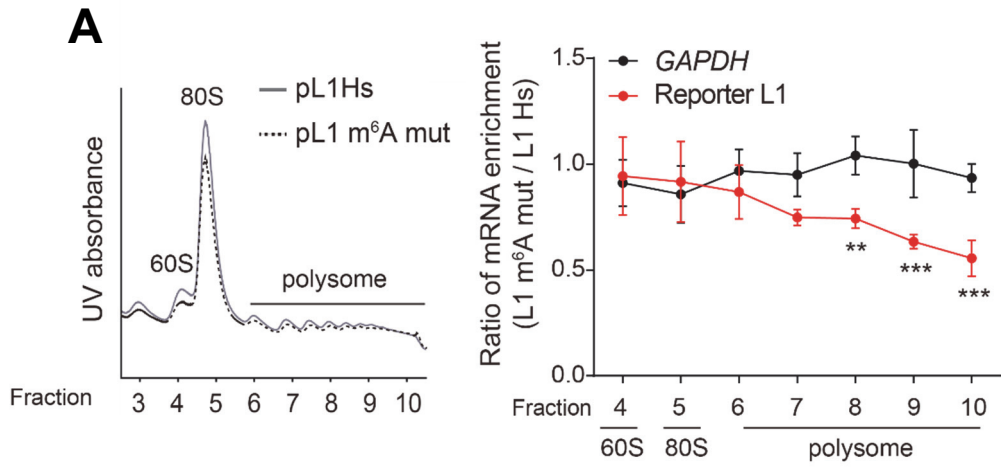 A
UV absorbance
80S
60S
polysome
pL1Hs
pL1 m⁶A mut
Fraction 3 4 5 6 7 8 9 10
Ratio of mRNA enrichment
(L1 m⁶A mut / L1 Hs)
1.5
1.0
0.5
0.0
GAPDH
Reporter L1
**
***
***
Fraction 4 5 6 7 8 9 10
60S 80S polysome